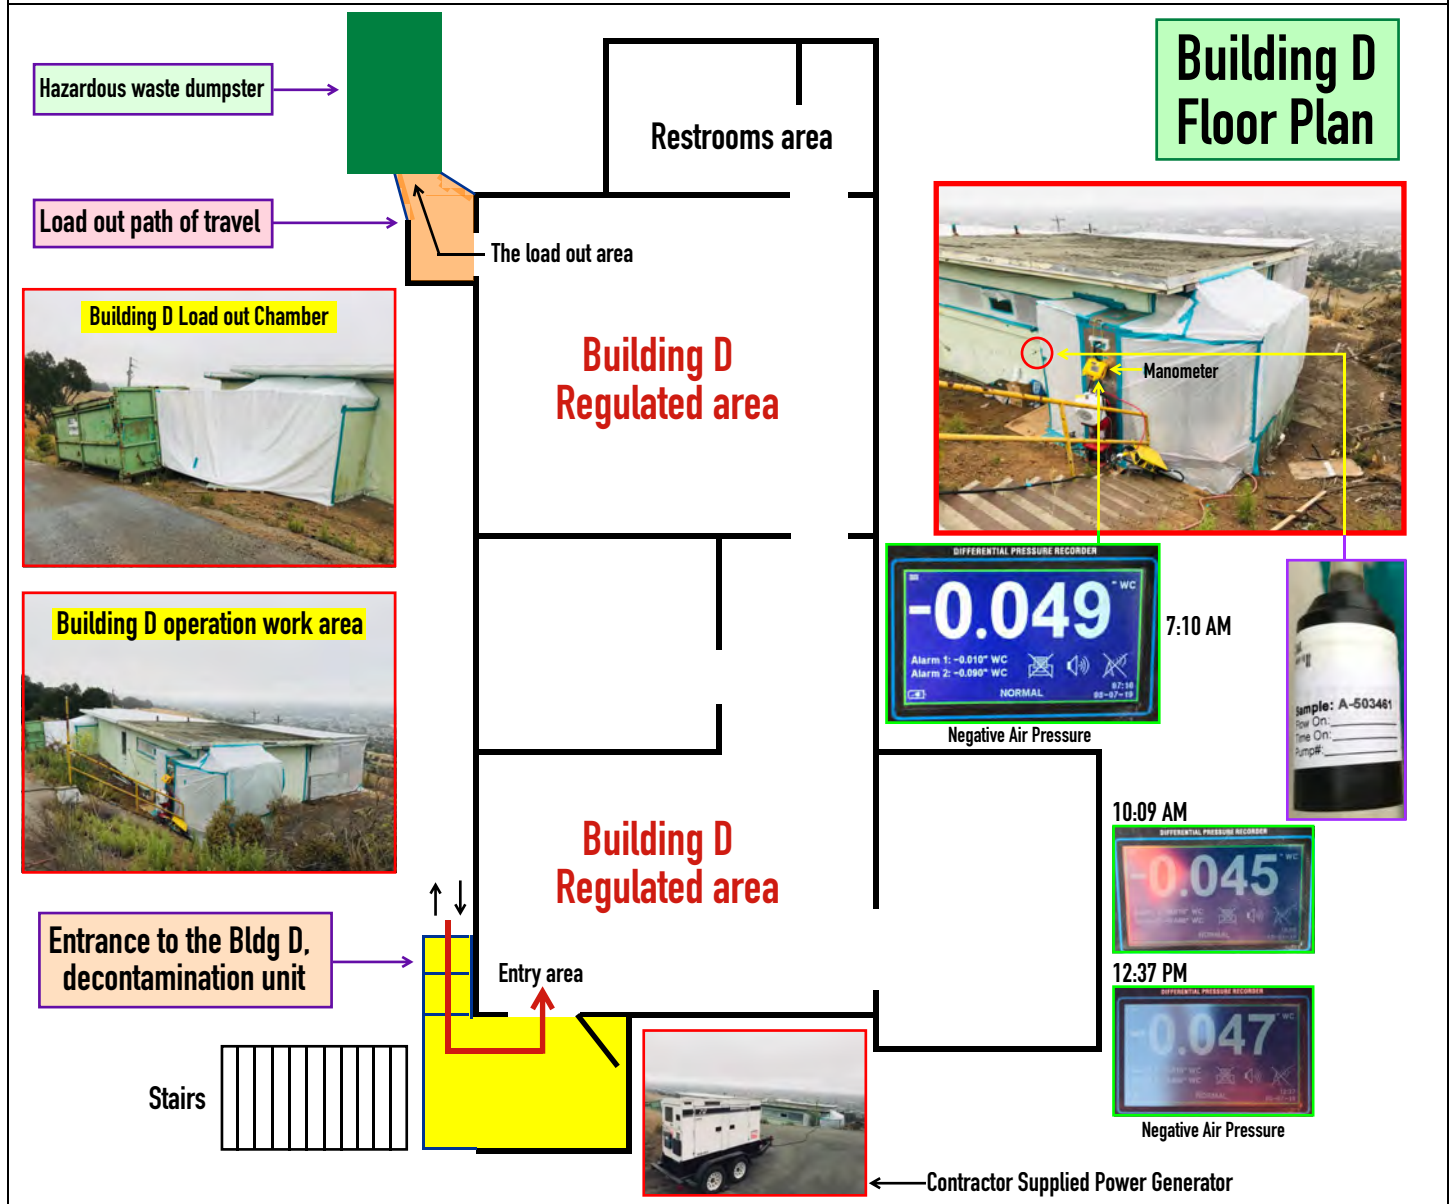 Building D
Floor Plan
Hazardous waste dumpster
Restrooms area
Load out path of travel
The load out area
Building D Load out Chamber
Building D
Regulated area
Manometer
DIFFERENTIAL PRESSURE RECORDER
-0.049 " WC
Alarm 1: -0.010" WC
Alarm 2: -0.090" WC
NORMAL
7:10 AM
Negative Air Pressure
Sample: A-503461
Flow On:
Time On:
Pump#:
Building D operation work area
10:09 AM
DIFFERENTIAL PRESSURE RECORDER
-0.045 " WC
NORMAL
Building D
Regulated area
Entrance to the Bldg D,
decontamination unit
Entry area
12:37 PM
DIFFERENTIAL PRESSURE RECORDER
-0.047 " WC
NORMAL
Negative Air Pressure
Stairs
Contractor Supplied Power Generator